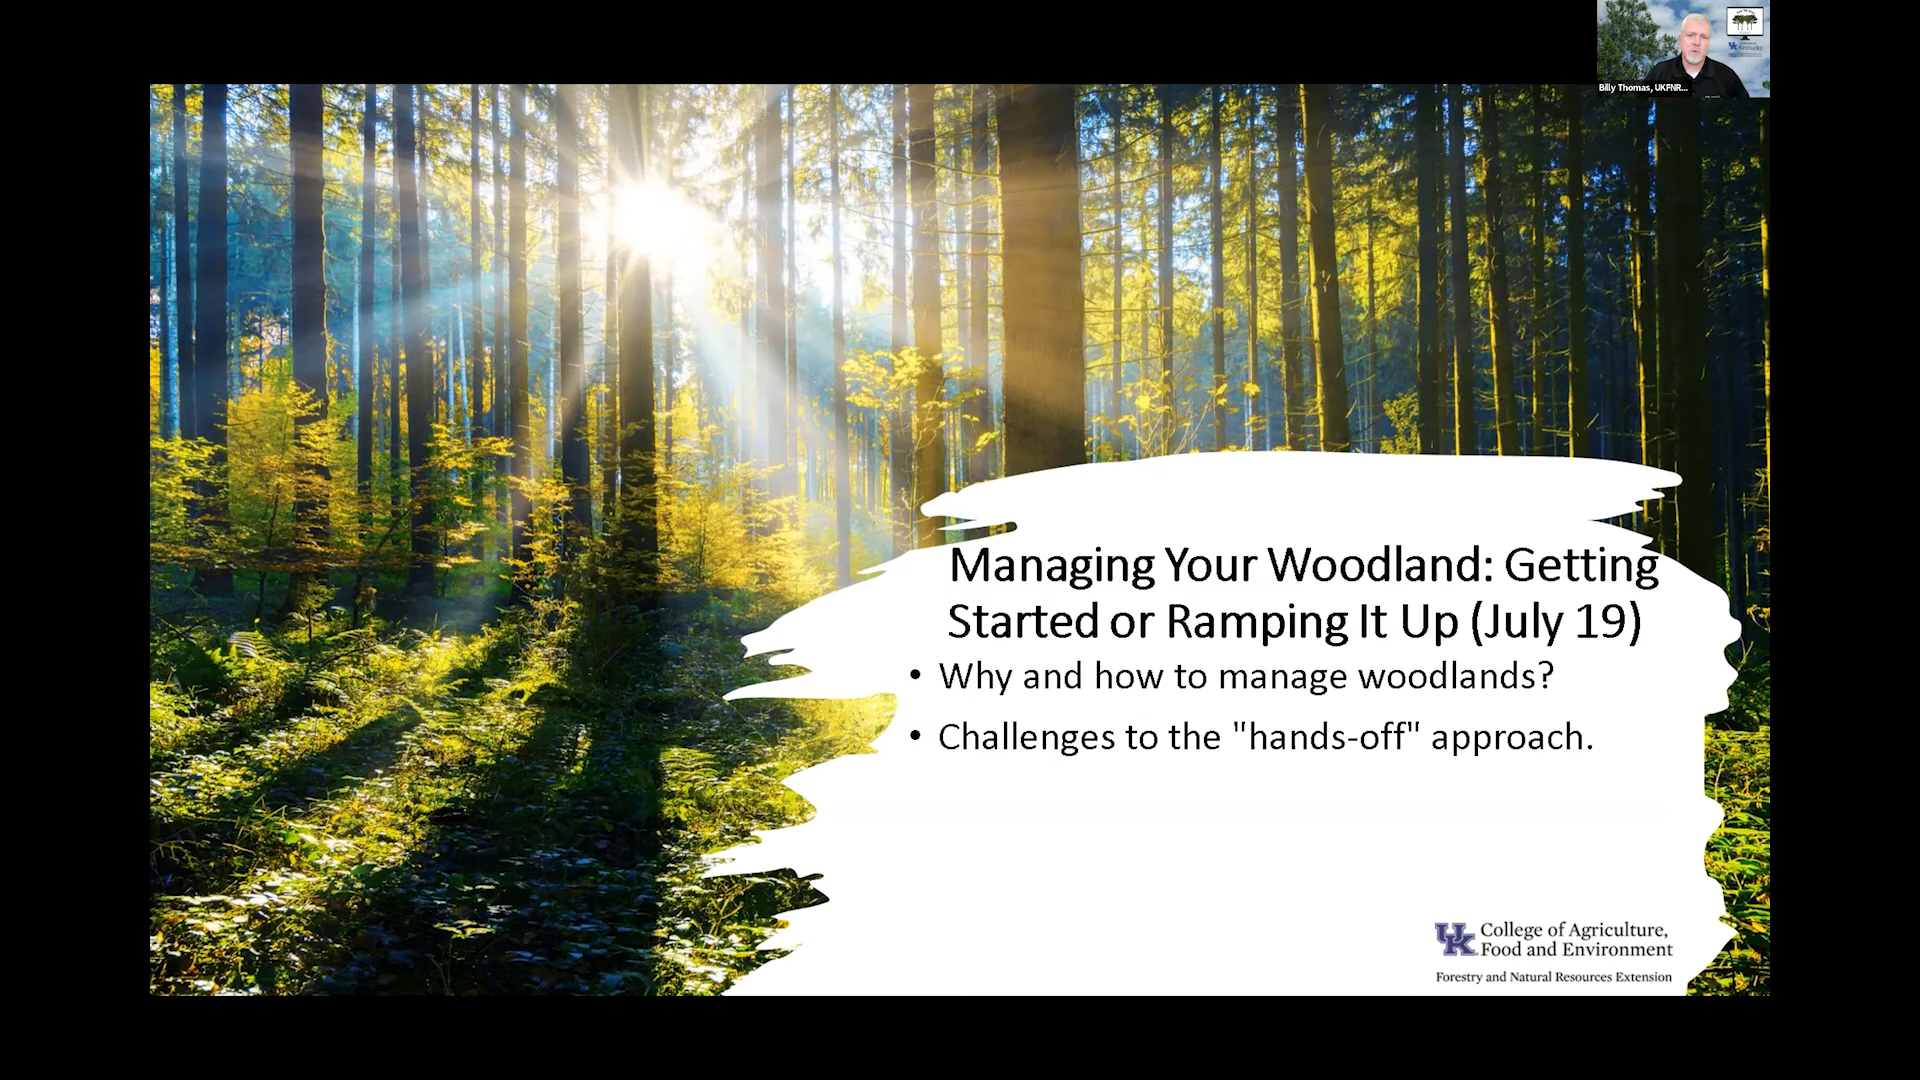 Billy Thomas, UKFNR...
Managing Your Woodland: Getting
Started or Ramping It Up (July 19)
• Why and how to manage woodlands?
• Challenges to the "hands-off" approach.
UK College of Agriculture,
Food and Environment
Forestry and Natural Resources Extension